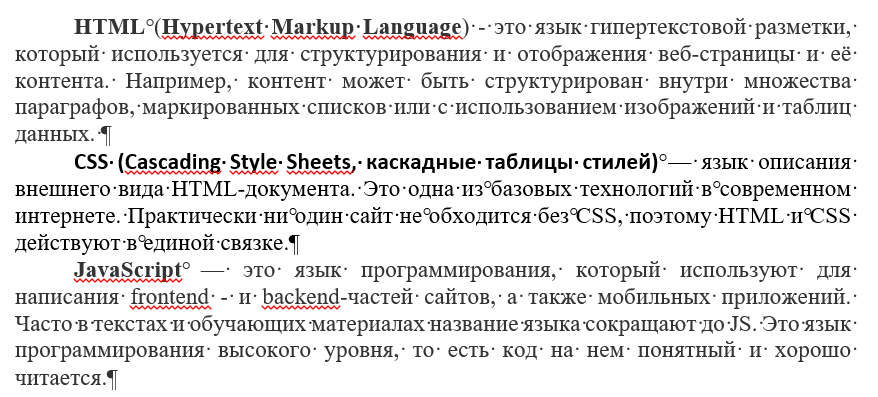 HTML (Hypertext Markup Language) - это язык гипертекстовой разметки,
который используется для структурирования и отображения веб-страницы и её
контента. Например, контент может быть структурирован внутри множества
параграфов, маркированных списков или с использованием изображений и таблиц
данных. ¶
CSS (Cascading Style Sheets, каскадные таблицы стилей) — язык описания
внешнего вида HTML-документа. Это одна из базовых технологий в современном
интернете. Практически ни один сайт не обходится без CSS, поэтому HTML и CSS
действуют в единой связке.¶
JavaScript — это язык программирования, который используют для
написания frontend - и backend-частей сайтов, а также мобильных приложений.
Часто в текстах и обучающих материалах название языка сокращают до JS. Это язык
программирования высокого уровня, то есть код на нем понятный и хорошо
читается.¶